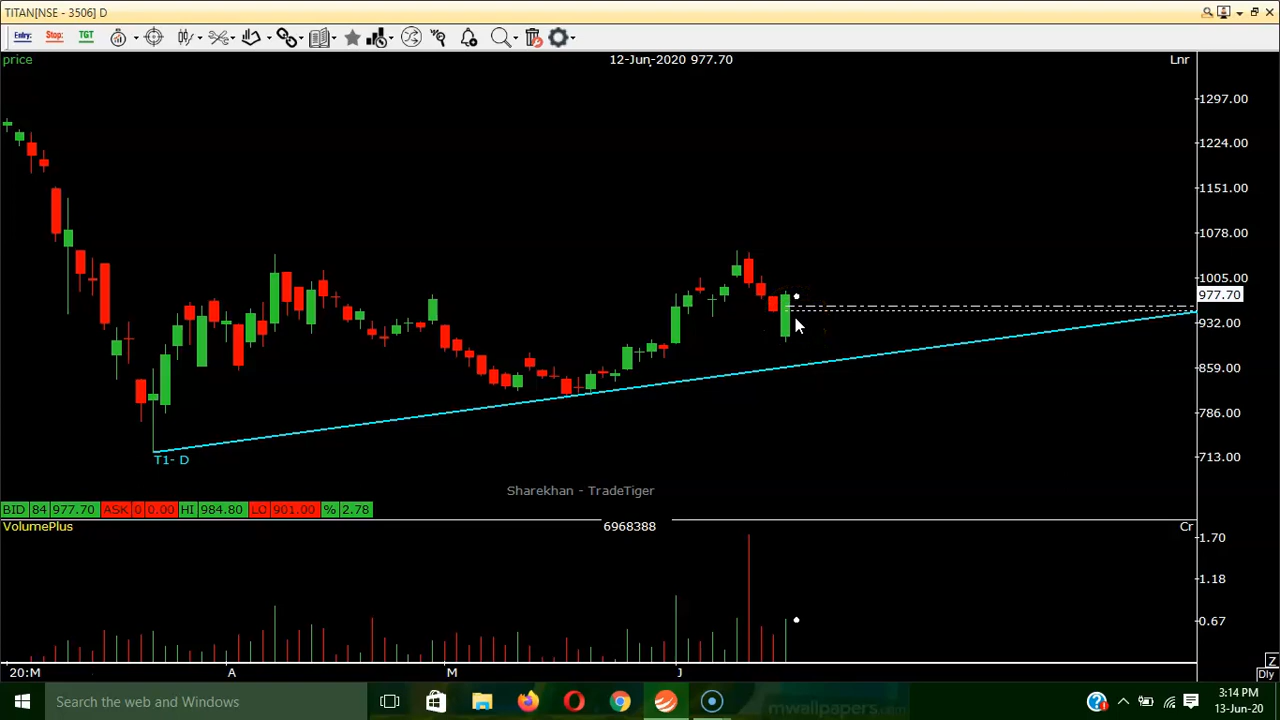 TITAN[NSE - 3506] D
Entry: Stop: TGT
price 12-Jun-2020 977.70 Lnr
1297.00
1224.00
1151.00
1078.00
1005.00
977.70
932.00
859.00
786.00
713.00
T1- D
Sharekhan - TradeTiger
BID 84 977.70 ASK 0 0.00 HI 984.80 LO 901.00 % 2.78
VolumePlus 6968388 Cr
1.70
1.18
0.67
Z
20:M A M J Dly
Search the web and Windows
mwallpapers.com
3:14 PM
13-Jun-20